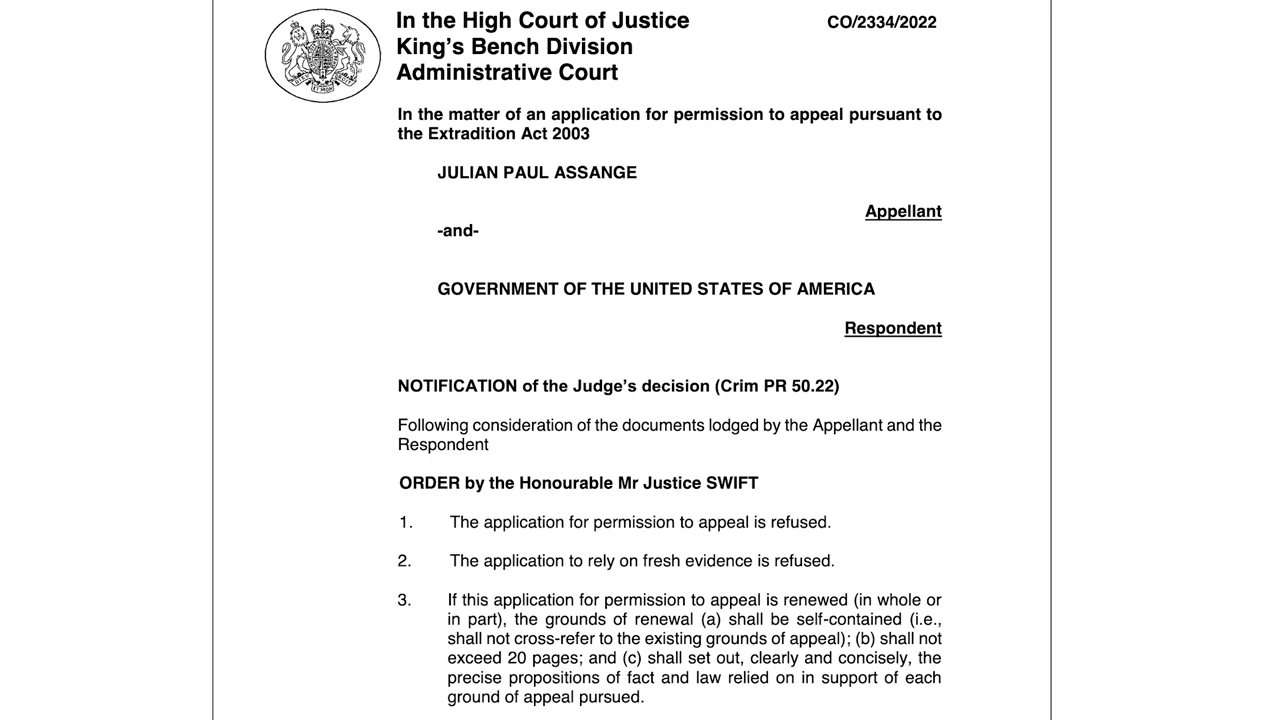 In the High Court of Justice
CO/2334/2022
King's Bench Division
Administrative Court
In the matter of an application for permission to appeal pursuant to
the Extradition Act 2003
JULIAN PAUL ASSANGE
Appellant
-and-
GOVERNMENT OF THE UNITED STATES OF AMERICA
Respondent
NOTIFICATION of the Judge's decision (Crim PR 50.22)
Following consideration of the documents lodged by the Appellant and the
Respondent
ORDER by the Honourable Mr Justice SWIFT
1. The application for permission to appeal is refused.
2. The application to rely on fresh evidence is refused.
3. If this application for permission to appeal is renewed (in whole or
in part), the grounds of renewal (a) shall be self-contained (i.e.,
shall not cross-refer to the existing grounds of appeal); (b) shall not
exceed 20 pages; and (c) shall set out, clearly and concisely, the
precise propositions of fact and law relied on in support of each
ground of appeal pursued.